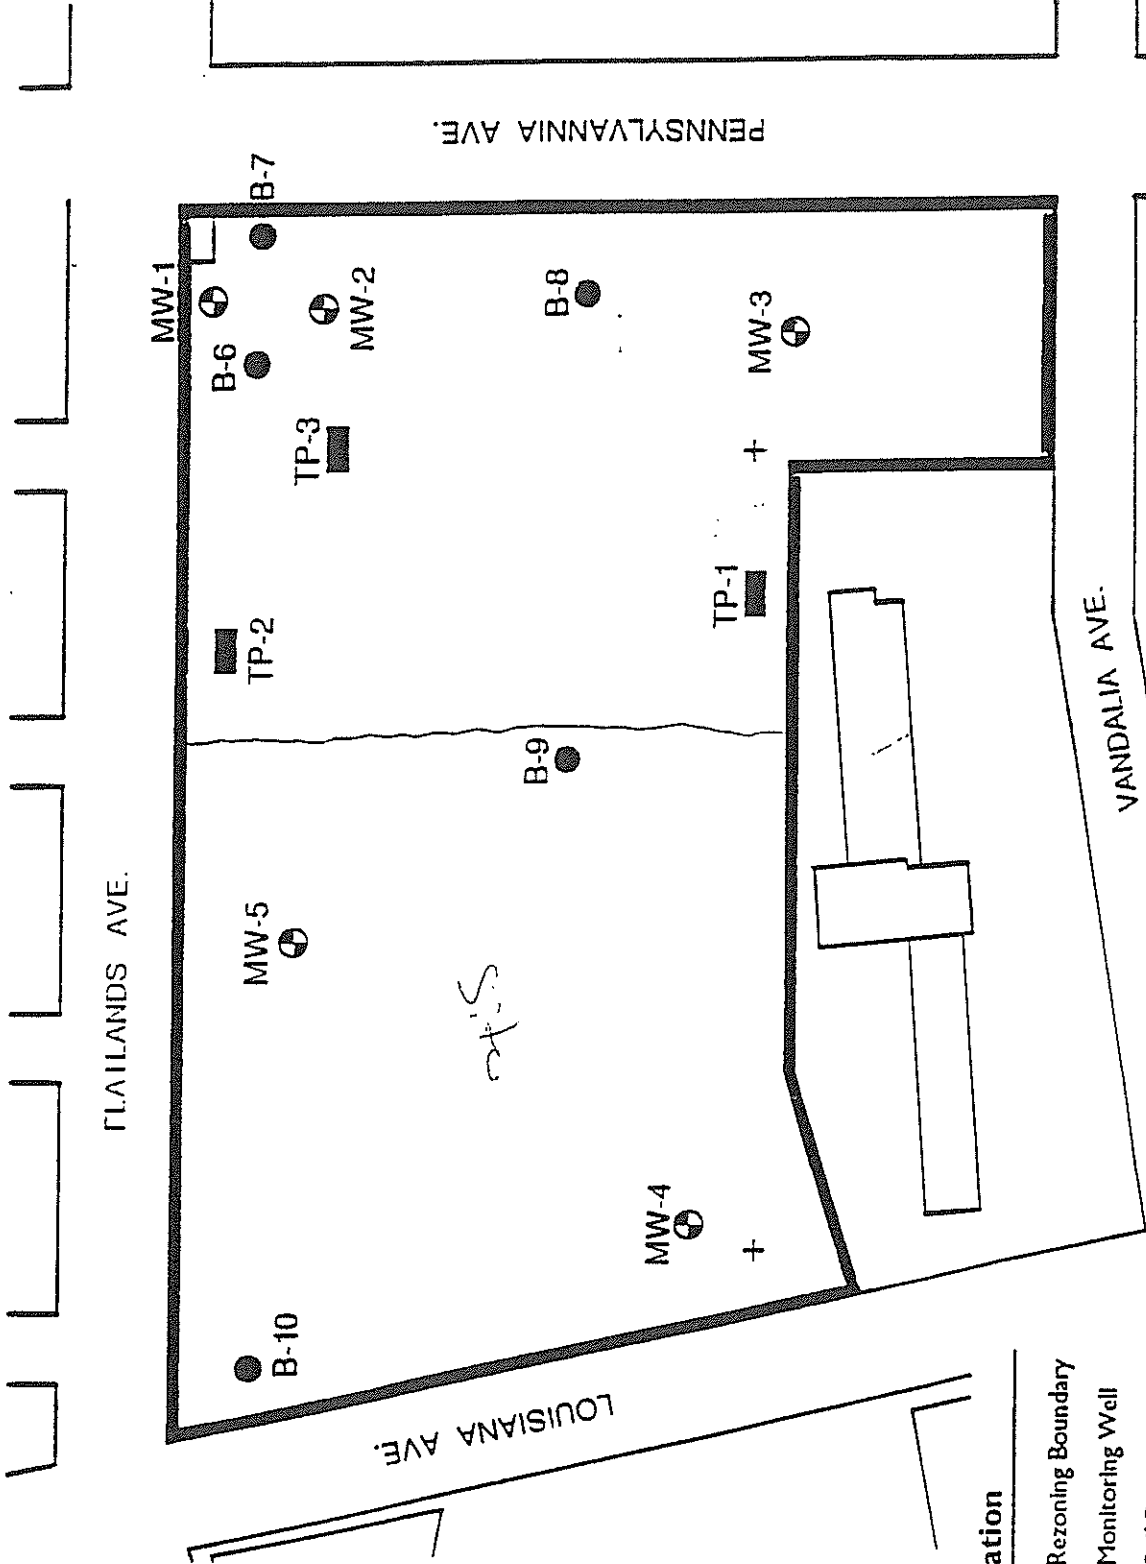 FLATLANDS AVE.
PENNSYLVANNIA AVE.
MW-1
B-7
B-6
MW-2
TP-3
B-8
MW-3
TP-2
TP-1
B-9
MW-5
Site
MW-4
B-10
LOUISIANA AVE.
VANDALIA AVE.
ation
Rezoning Boundary
Monitoring Well